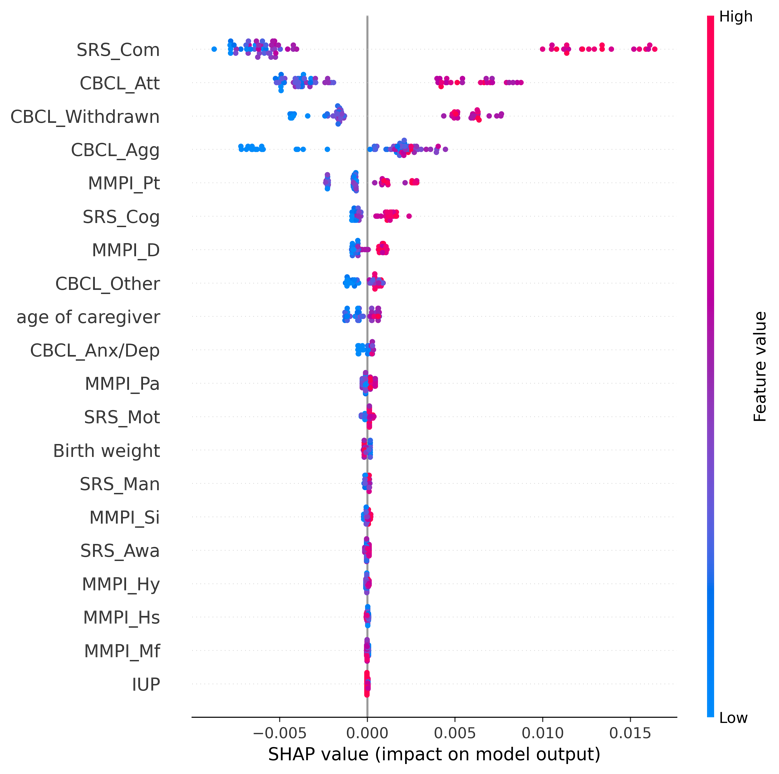 High
SRS_Com
CBCL_Att
CBCL_Withdrawn
CBCL_Agg
MMPI_Pt
SRS_Cog
MMPI_D
CBCL_Other
age of caregiver
CBCL_Anx/Dep
MMPI_Pa
SRS_Mot
Birth weight
SRS_Man
MMPI_Si
SRS_Awa
MMPI_Hy
MMPI_Hs
MMPI_Mf
IUP
Feature value
Low
−0.005 0.000 0.005 0.010 0.015
SHAP value (impact on model output)